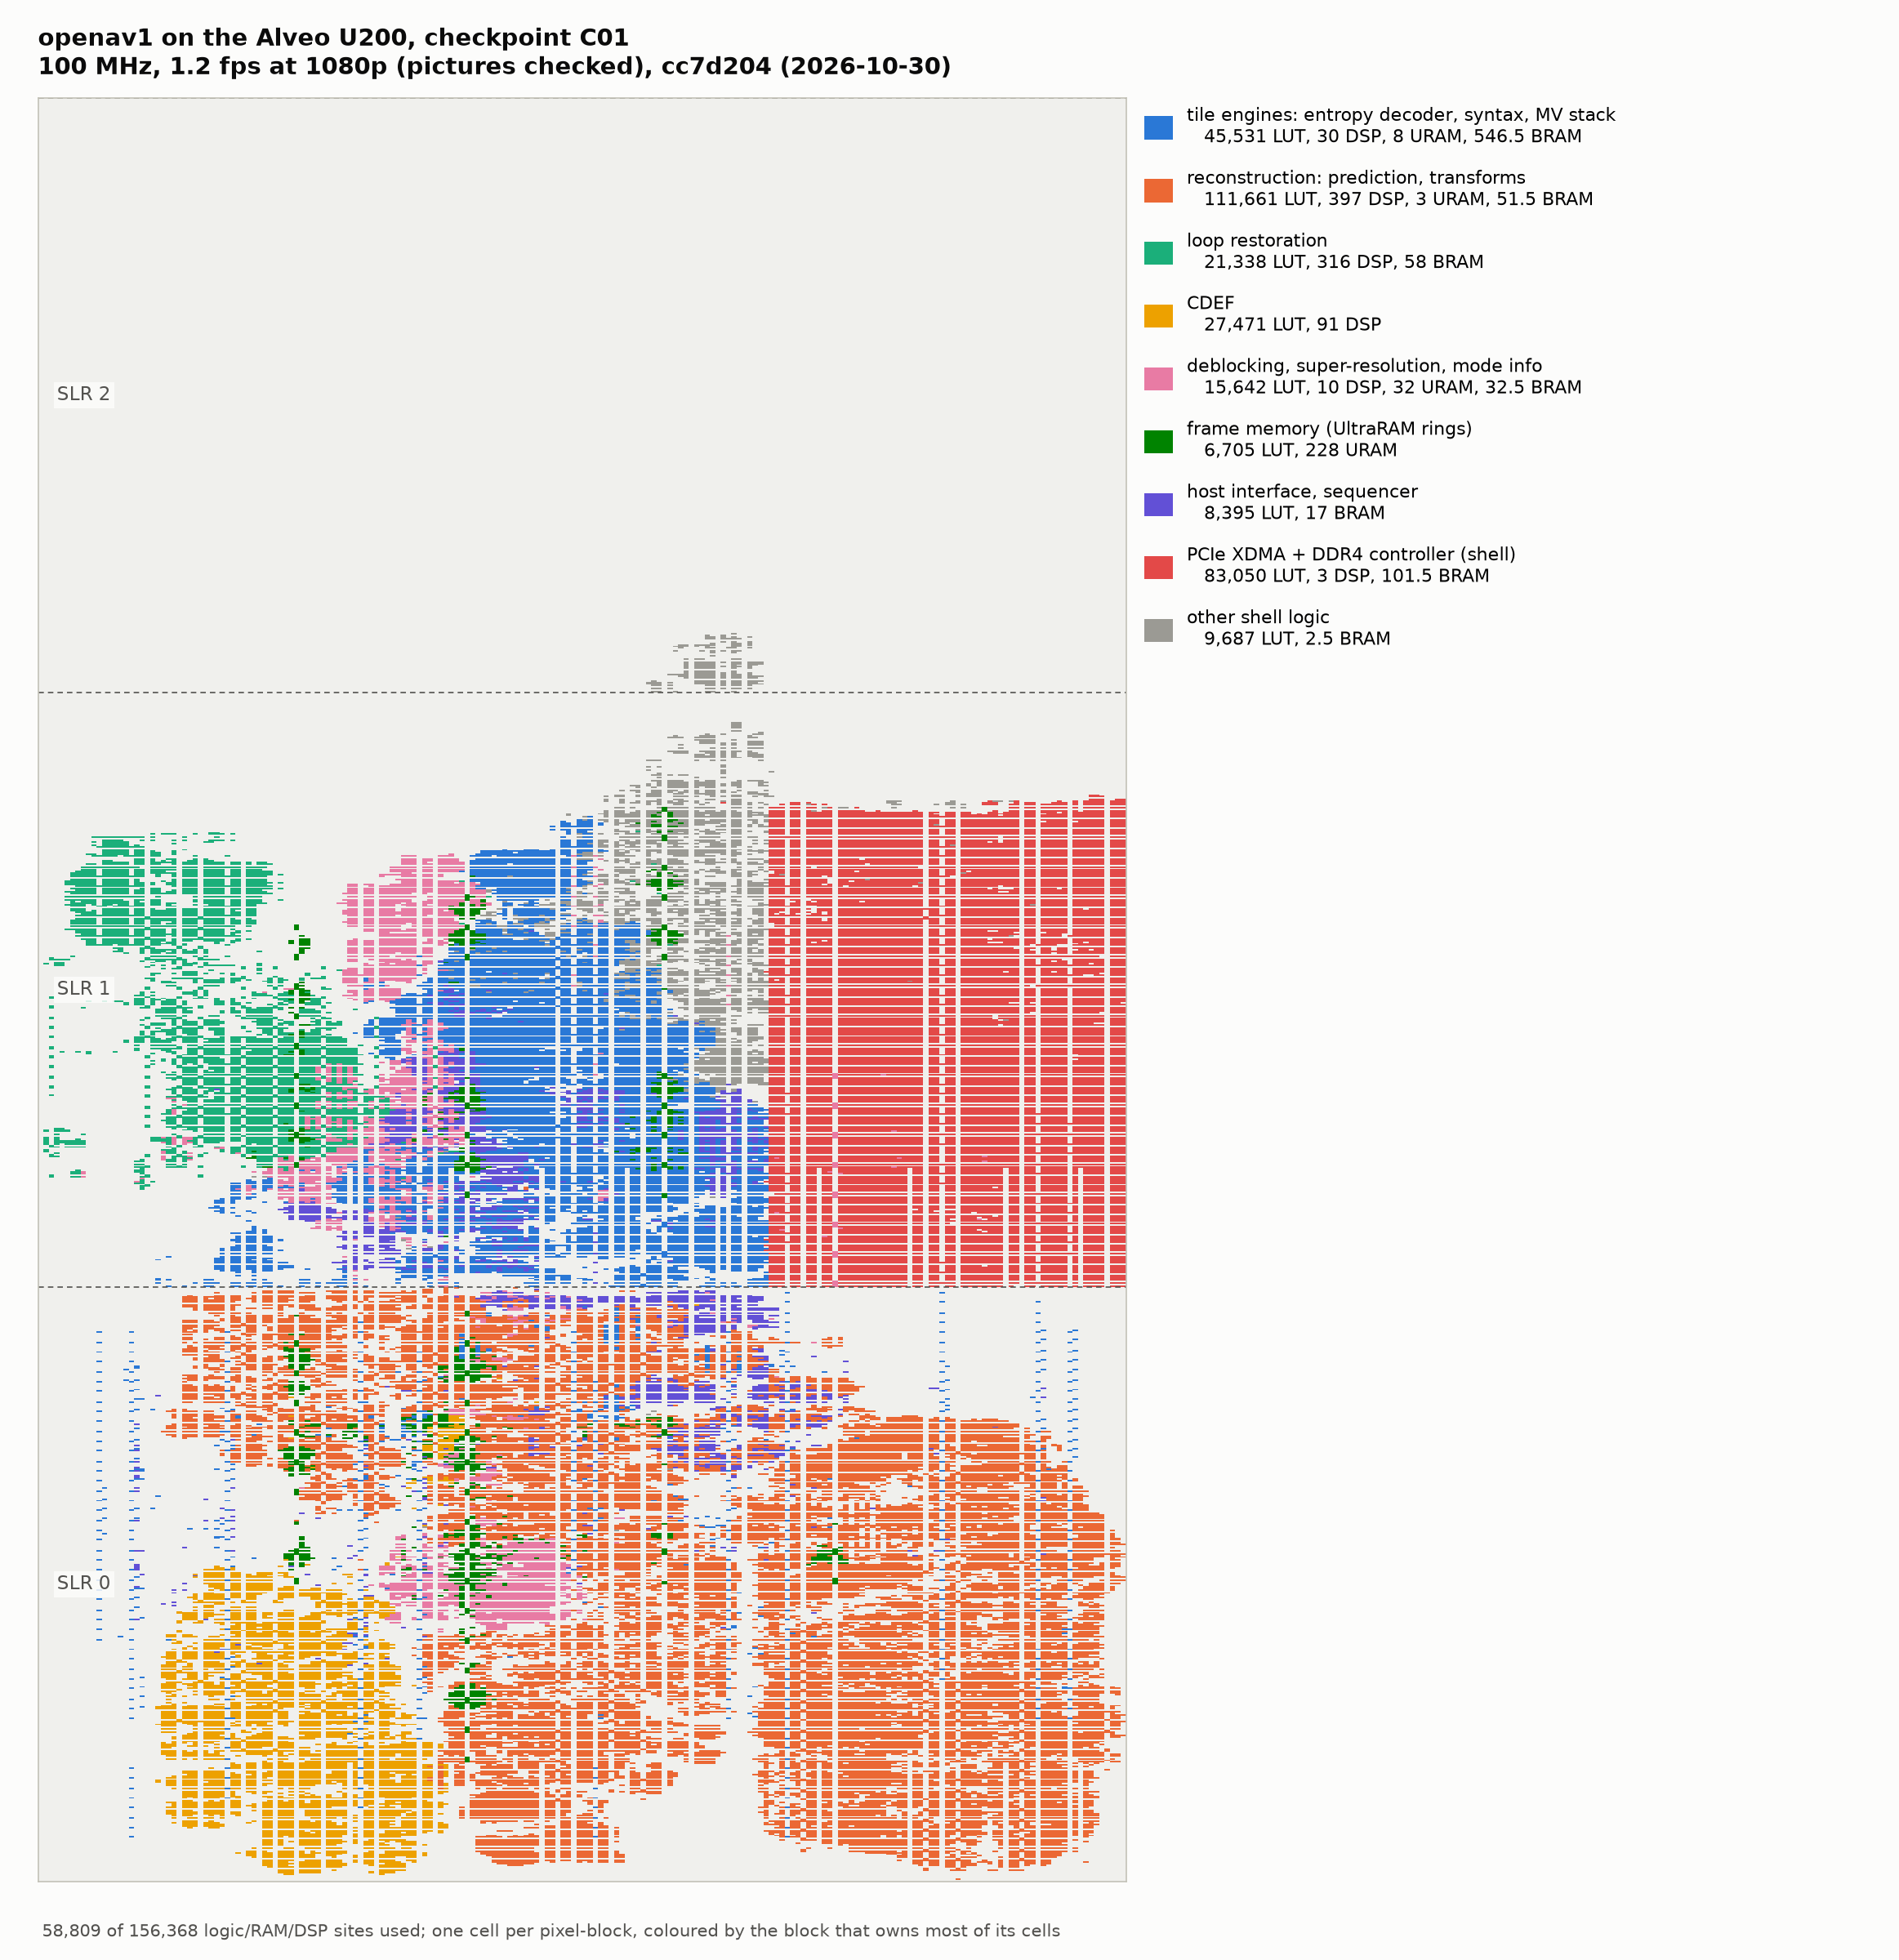 openav1 on the Alveo U200, checkpoint C01
100 MHz, 1.2 fps at 1080p (pictures checked), cc7d204 (2026-10-30)
tile engines: entropy decoder, syntax, MV stack
45,531 LUT, 30 DSP, 8 URAM, 546.5 BRAM
reconstruction: prediction, transforms
111,661 LUT, 397 DSP, 3 URAM, 51.5 BRAM
loop restoration
21,338 LUT, 316 DSP, 58 BRAM
CDEF
27,471 LUT, 91 DSP
deblocking, super-resolution, mode info
15,642 LUT, 10 DSP, 32 URAM, 32.5 BRAM
frame memory (UltraRAM rings)
6,705 LUT, 228 URAM
host interface, sequencer
8,395 LUT, 17 BRAM
PCIe XDMA + DDR4 controller (shell)
83,050 LUT, 3 DSP, 101.5 BRAM
other shell logic
9,687 LUT, 2.5 BRAM
SLR 2
SLR 1
SLR 0
58,809 of 156,368 logic/RAM/DSP sites used; one cell per pixel-block, coloured by the block that owns most of its cells